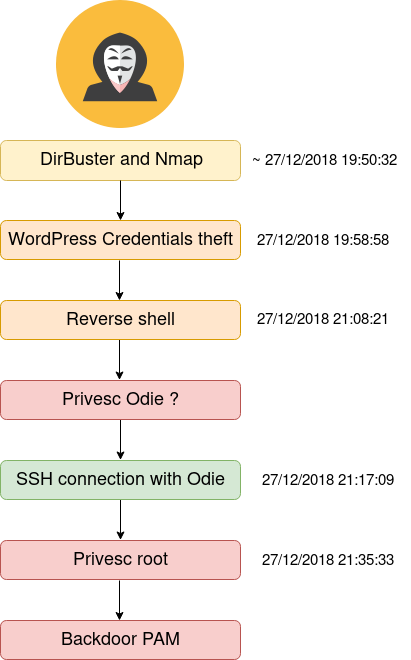 DirBuster and Nmap ~ 27/12/2018 19:50:32
WordPress Credentials theft 27/12/2018 19:58:58
Reverse shell 27/12/2018 21:08:21
Privesc Odie ?
SSH connection with Odie 27/12/2018 21:17:09
Privesc root 27/12/2018 21:35:33
Backdoor PAM